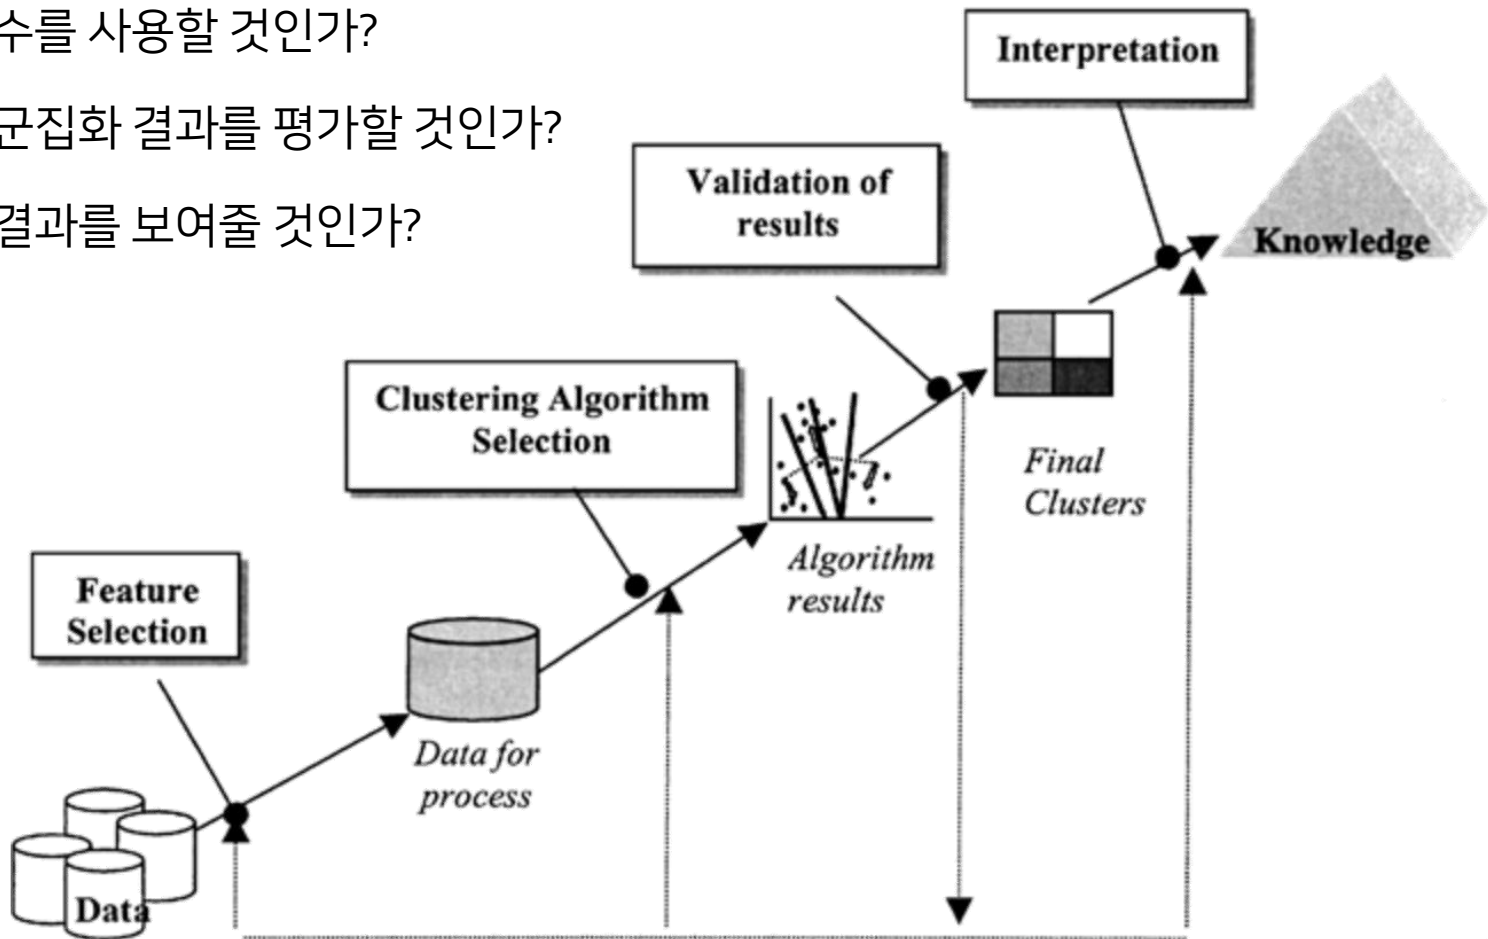 수를 사용할 것인가?
군집화 결과를 평가할 것인가?
결과를 보여줄 것인가?
Interpretation
Validation of
results
Knowledge
Clustering Algorithm
Selection
Final
Clusters
Algorithm
results
Feature
Selection
Data for
process
Data